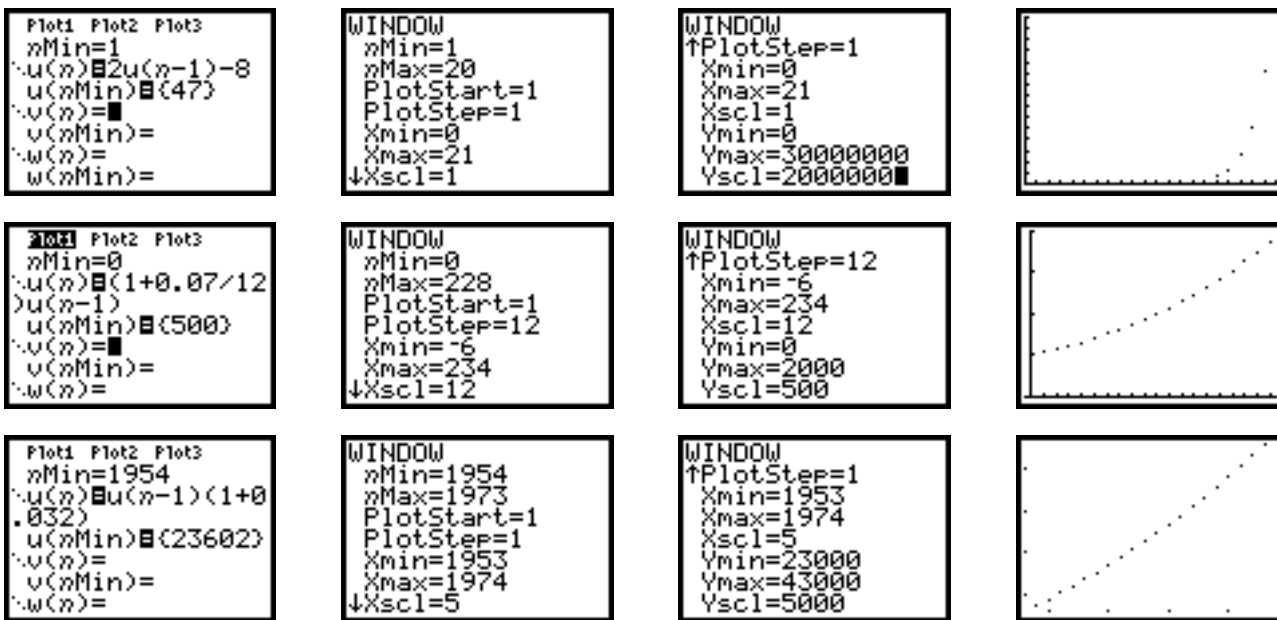 Plot1 Plot2 Plot3
nMin=1
u(n)=2u(n-1)-8
u(nMin)={47}
v(n)=
v(nMin)=
w(n)=
w(nMin)=
WINDOW
nMin=1
nMax=20
PlotStart=1
PlotStep=1
Xmin=0
Xmax=21
↓Xscl=1
WINDOW
↑PlotStep=1
Xmin=0
Xmax=21
Xscl=1
Ymin=0
Ymax=30000000
Yscl=2000000
Plot1 Plot2 Plot3
nMin=0
u(n)=(1+0.07/12
)u(n-1)
u(nMin)={500}
v(n)=
v(nMin)=
w(n)=
WINDOW
nMin=0
nMax=228
PlotStart=1
PlotStep=12
Xmin=-6
Xmax=234
↓Xscl=12
WINDOW
↑PlotStep=12
Xmin=-6
Xmax=234
Xscl=12
Ymin=0
Ymax=2000
Yscl=500
Plot1 Plot2 Plot3
nMin=1954
u(n)=u(n-1)(1+0
.032)
u(nMin)={23602}
v(n)=
v(nMin)=
w(n)=
WINDOW
nMin=1954
nMax=1973
PlotStart=1
PlotStep=1
Xmin=1953
Xmax=1974
↓Xscl=5
WINDOW
↑PlotStep=1
Xmin=1953
Xmax=1974
Xscl=5
Ymin=23000
Ymax=43000
Yscl=5000